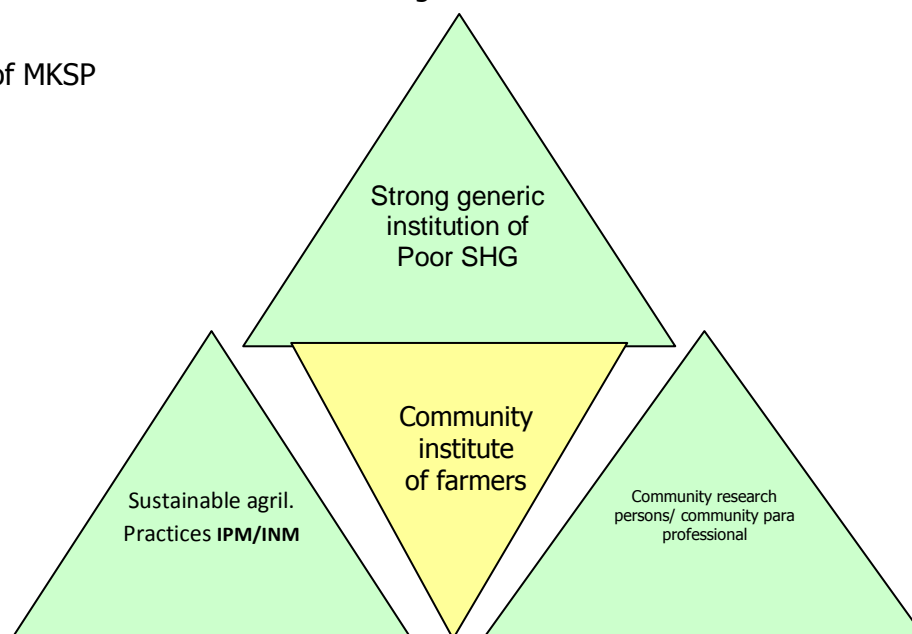 of MKSP
Strong generic
institution of
Poor SHG
Community
institute
of farmers
Sustainable agril.
Practices IPM/INM
Community research
persons/ community para
professional